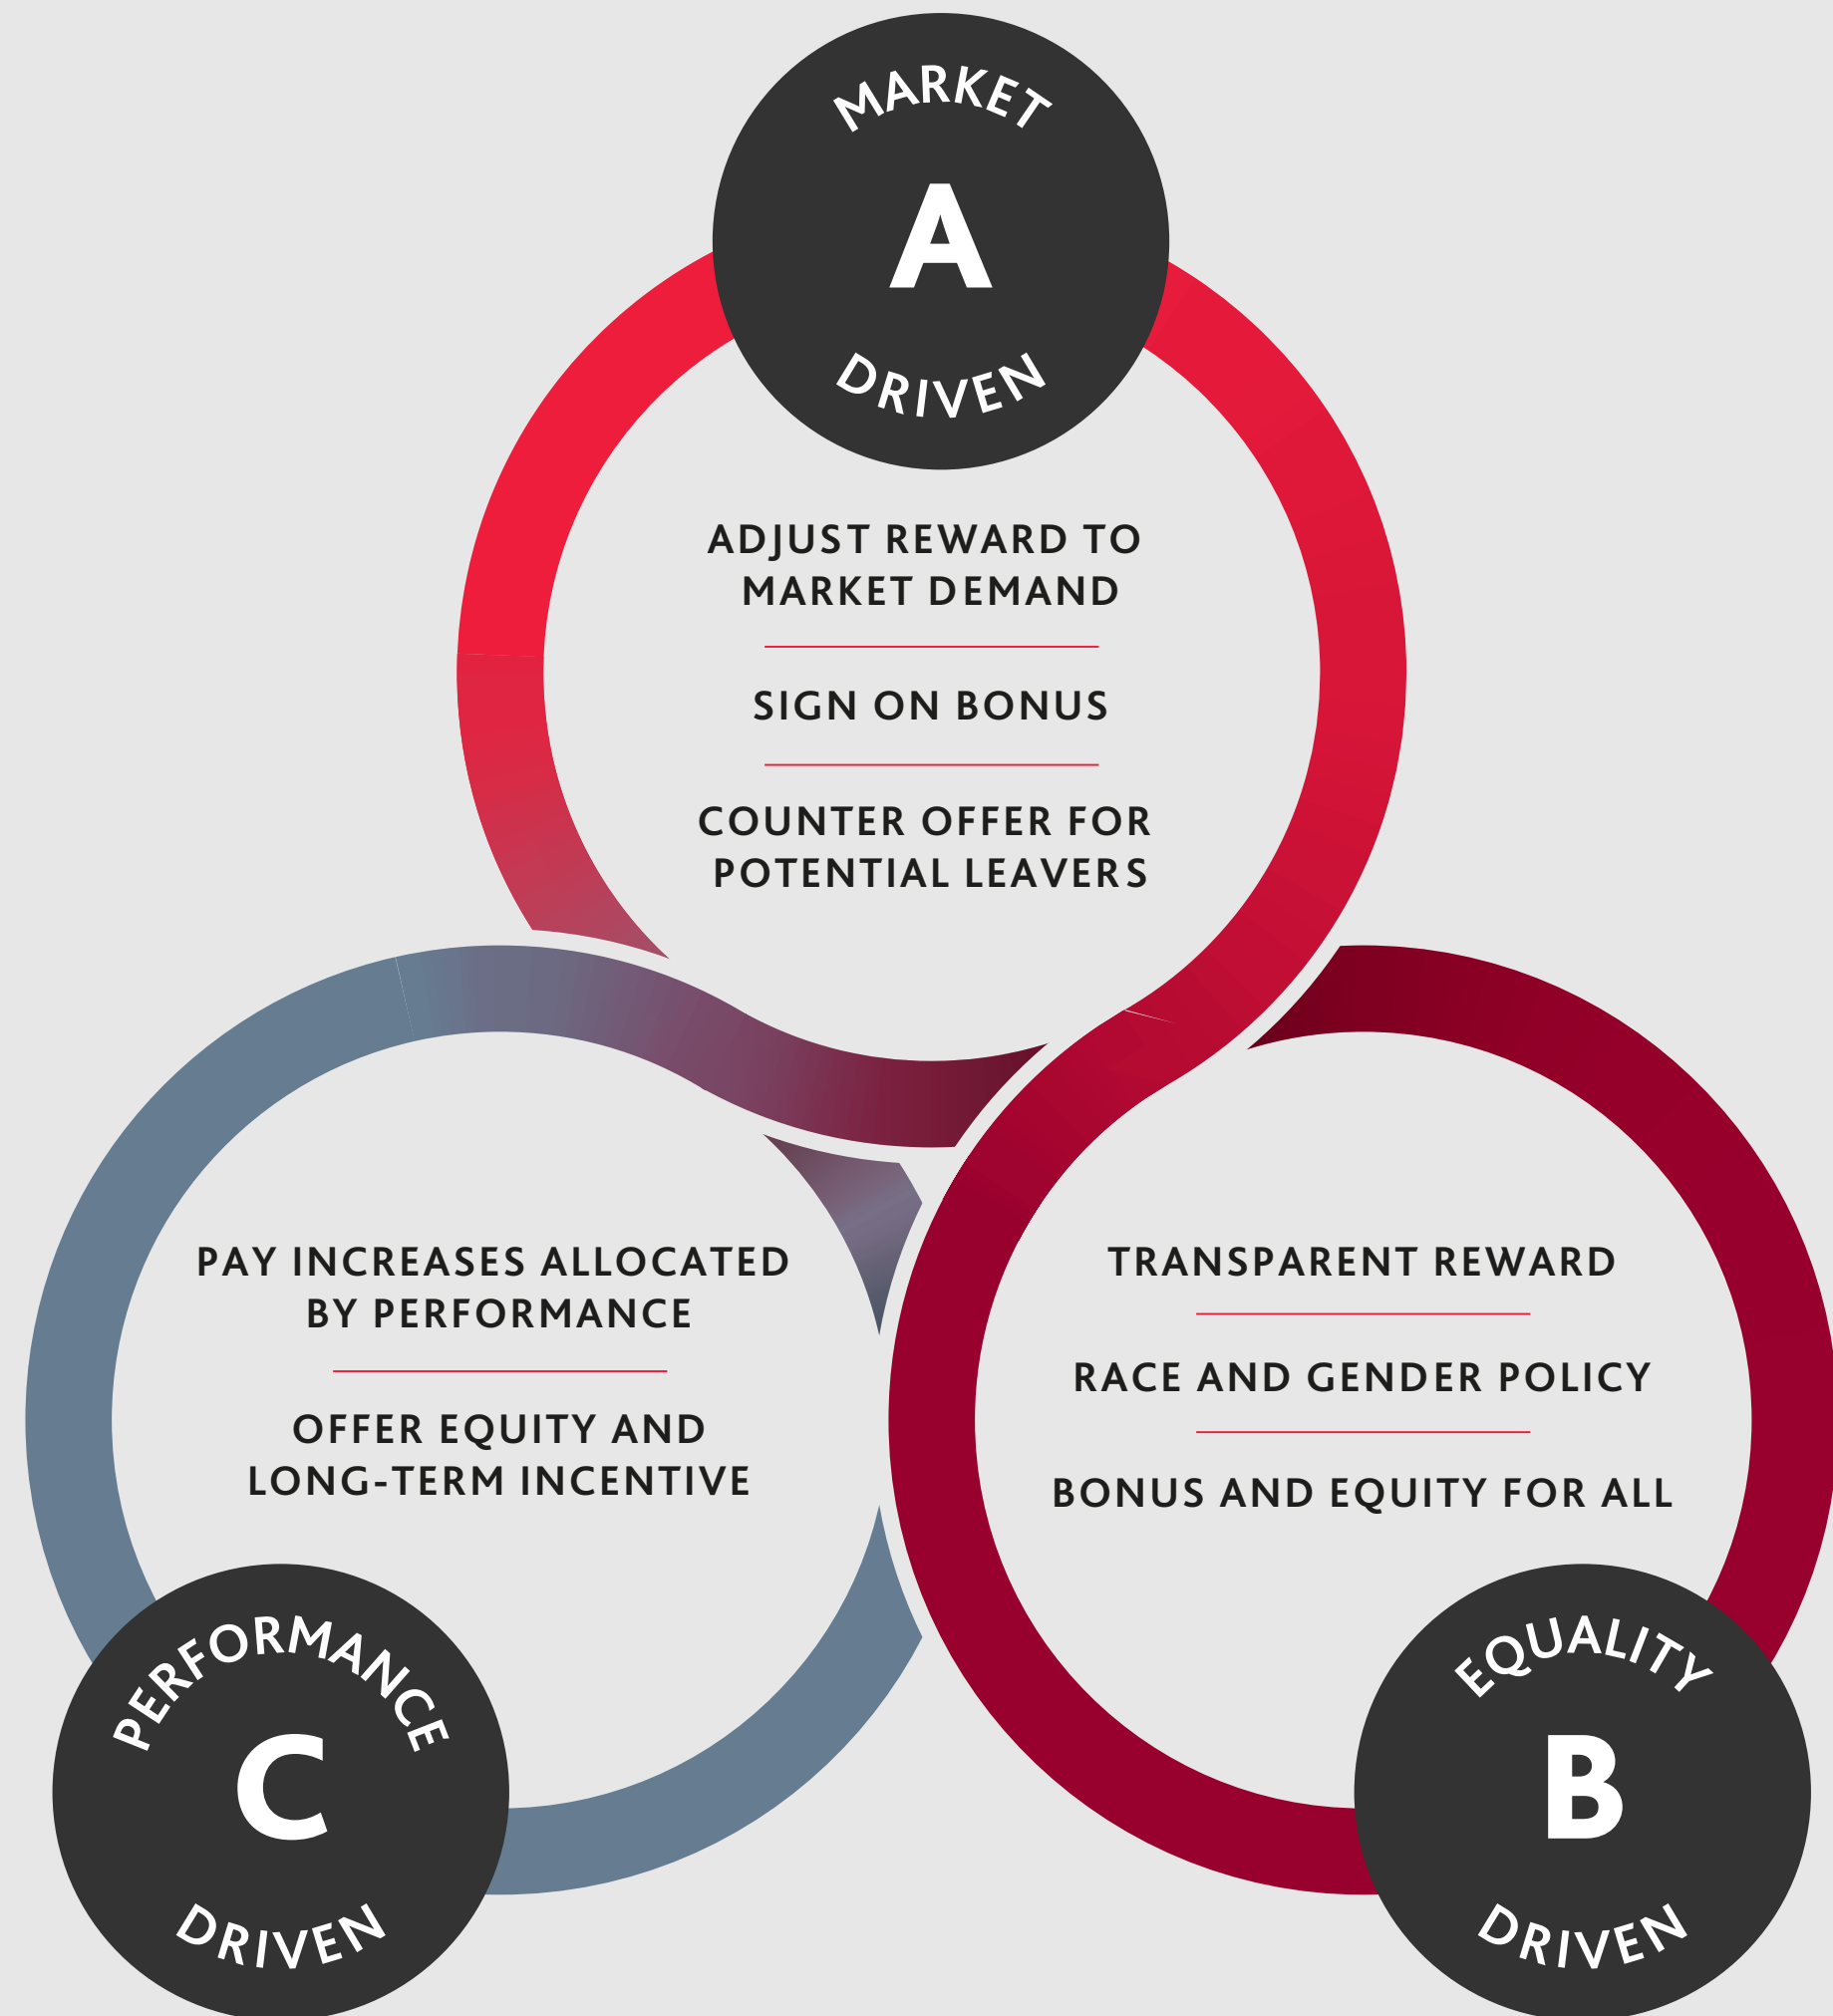 MARKET
A
DRIVEN
ADJUST REWARD TO
MARKET DEMAND
SIGN ON BONUS
COUNTER OFFER FOR
POTENTIAL LEAVERS
PAY INCREASES ALLOCATED
BY PERFORMANCE
OFFER EQUITY AND
LONG-TERM INCENTIVE
PERFORMANCE
C
DRIVEN
TRANSPARENT REWARD
RACE AND GENDER POLICY
BONUS AND EQUITY FOR ALL
EQUALITY
B
DRIVEN